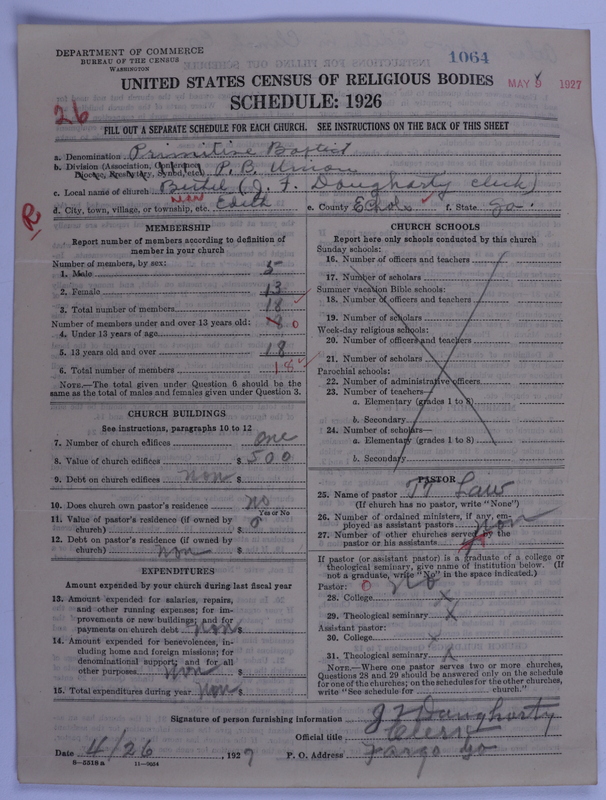 DEPARTMENT OF COMMERCE
BUREAU OF THE CENSUS
WASHINGTON
1064
UNITED STATES CENSUS OF RELIGIOUS BODIES
MAY 9 1927
SCHEDULE: 1926
26
FILL OUT A SEPARATE SCHEDULE FOR EACH CHURCH. SEE INSTRUCTIONS ON THE BACK OF THIS SHEET
a. Denomination Primitive Baptist
b. Division (Association, Conference, Diocese, Presbytery, Synod, etc.) P. B. Union
c. Local name of church Bethel (J. F. Dougharty clerk)
near
d. City, town, village, or township, etc. Edith e. County Echols f. State Ga.
R
MEMBERSHIP
Report number of members according to definition of
member in your church
Number of members, by sex:
1. Male 5
2. Female 13
3. Total number of members 18
Number of members under and over 13 years old:
4. Under 13 years of age 0
5. 13 years old and over 18
6. Total number of members 18
NOTE.—The total given under Question 6 should be
same as the total of males and females given under Question 3.
CHURCH BUILDINGS
See instructions, paragraphs 10 to 12
7. Number of church edifices one
8. Value of church edifices $ 500
9. Debt on church edifices non $
10. Does church own pastor's residence No
Yes or No
11. Value of pastor's residence (if owned by
church) $ 0
12. Debt on pastor's residence (if owned by
church) non $
EXPENDITURES
Amount expended by your church during last fiscal year
13. Amount expended for salaries, repairs,
and other running expenses; for im-
provements or new buildings; and for
payments on church debt non $
14. Amount expended for benevolences, in-
cluding home and foreign missions; for
denominational support; and for all
other purposes non $
15. Total expenditures during year non $
CHURCH SCHOOLS
Report here only schools conducted by this church
Sunday schools:
16. Number of officers and teachers
17. Number of scholars
Summer vacation Bible schools:
18. Number of officers and teachers
19. Number of scholars
Week-day religious schools:
20. Number of officers and teachers
21. Number of scholars
Parochial schools:
22. Number of administrative officers
23. Number of teachers—
a. Elementary (grades 1 to 8)
b. Secondary
24. Number of scholars—
a. Elementary (grades 1 to 8)
b. Secondary
PASTOR
25. Name of pastor Law
(If church has no pastor, write "None")
26. Number of ordained ministers, if any, em-
ployed as assistant pastors non
27. Number of other churches served by the
pastor or his assistants
If pastor (or assistant pastor) is a graduate of a college or
theological seminary, give name of institution below. (If
not a graduate, write "No" in the space indicated.)
Pastor: 0 No
28. College X
29. Theological seminary X
Assistant pastor:
30. College X
31. Theological seminary X
NOTE.—Where one pastor serves two or more churches,
Questions 28 and 29 should be answered only on the schedule
for one of the churches; on the schedules for the other churches,
write "See schedule for church."
Signature of person furnishing information J F Dougharty
Official title Clerk
Date 4/26, 1927 P. O. Address Fargo Ga
8—5518a 11—9054